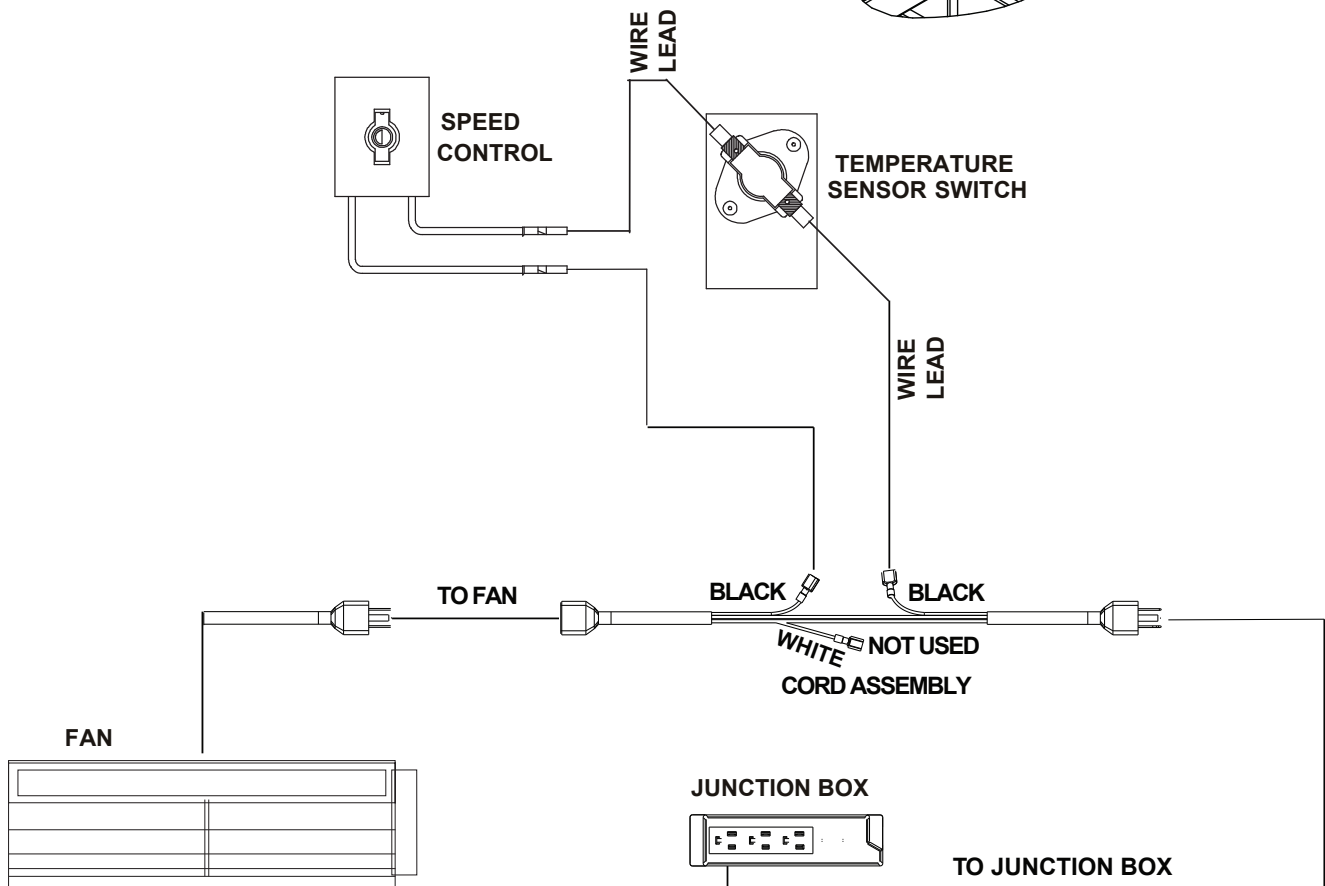 WIRE
LEAD
SPEED
CONTROL
TEMPERATURE
SENSOR SWITCH
WIRE
LEAD
TO FAN
BLACK
BLACK
WHITE
NOT USED
CORD ASSEMBLY
FAN
JUNCTION BOX
TO JUNCTION BOX